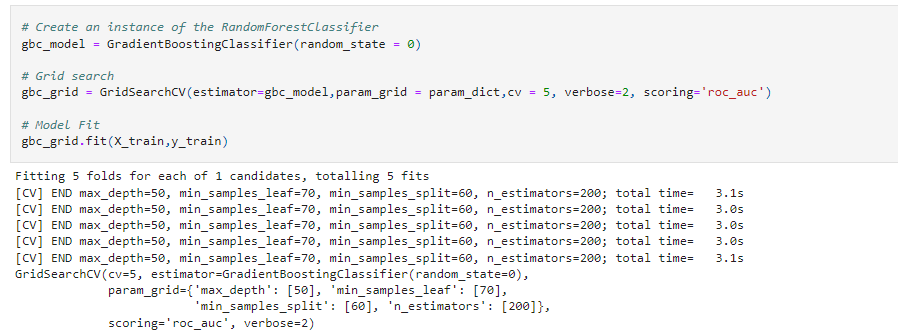 # Create an instance of the RandomForestClassifier
gbc_model = GradientBoostingClassifier(random_state = 0)
# Grid search
gbc_grid = GridSearchCV(estimator=gbc_model,param_grid = param_dict,cv = 5, verbose=2, scoring='roc_auc')
# Model Fit
gbc_grid.fit(X_train,y_train)
Fitting 5 folds for each of 1 candidates, totalling 5 fits
[CV] END max_depth=50, min_samples_leaf=70, min_samples_split=60, n_estimators=200; total time=   3.1s
[CV] END max_depth=50, min_samples_leaf=70, min_samples_split=60, n_estimators=200; total time=   3.0s
[CV] END max_depth=50, min_samples_leaf=70, min_samples_split=60, n_estimators=200; total time=   3.0s
[CV] END max_depth=50, min_samples_leaf=70, min_samples_split=60, n_estimators=200; total time=   3.0s
[CV] END max_depth=50, min_samples_leaf=70, min_samples_split=60, n_estimators=200; total time=   3.1s
GridSearchCV(cv=5, estimator=GradientBoostingClassifier(random_state=0),
             param_grid={'max_depth': [50], 'min_samples_leaf': [70],
                         'min_samples_split': [60], 'n_estimators': [200]},
             scoring='roc_auc', verbose=2)